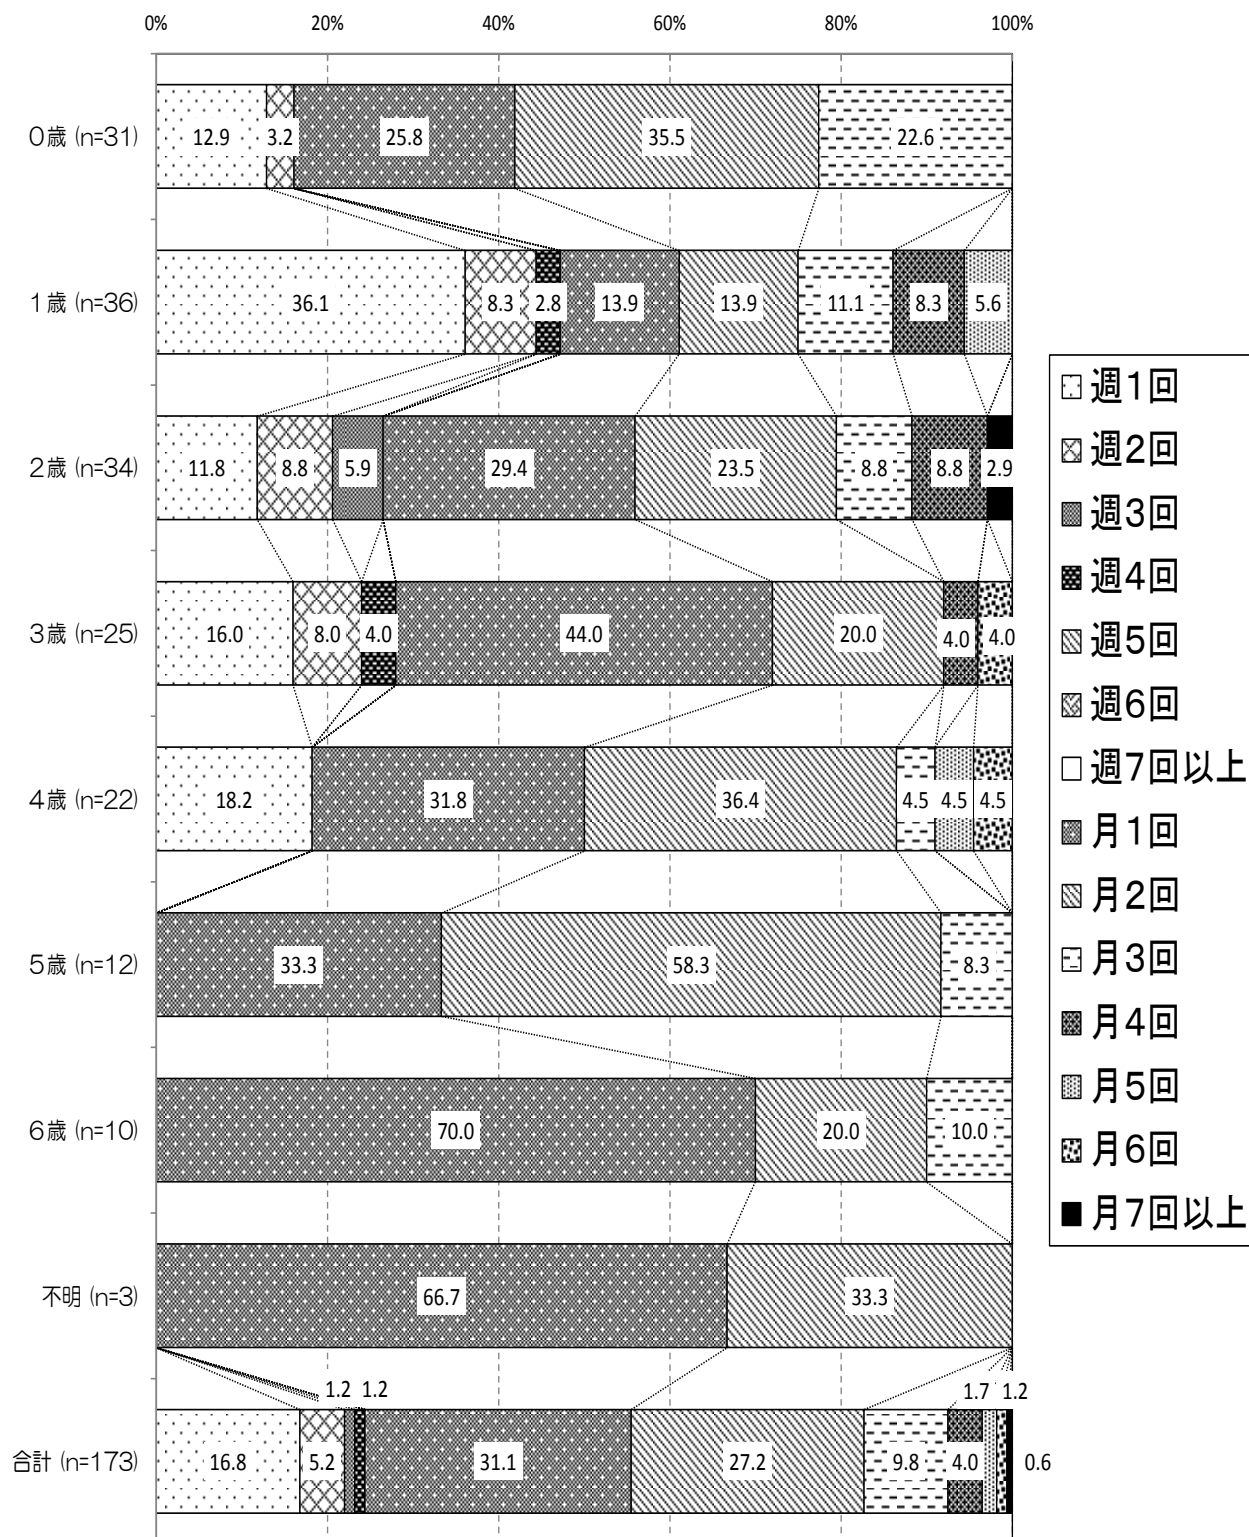 0% 20% 40% 60% 80% 100%
0歳 (n=31) 12.9 3.2 25.8 35.5 22.6
1歳 (n=36) 36.1 8.3 2.8 13.9 13.9 11.1 8.3 5.6
2歳 (n=34) 11.8 8.8 5.9 29.4 23.5 8.8 8.8 2.9
3歳 (n=25) 16.0 8.0 4.0 44.0 20.0 4.0 4.0
4歳 (n=22) 18.2 31.8 36.4 4.5 4.5 4.5
5歳 (n=12) 33.3 58.3 8.3
6歳 (n=10) 70.0 20.0 10.0
不明 (n=3) 66.7 33.3
1.2 1.2 1.7 1.2
合計 (n=173) 16.8 5.2 31.1 27.2 9.8 4.0 0.6
週1回
週2回
週3回
週4回
週5回
週6回
週7回以上
月1回
月2回
月3回
月4回
月5回
月6回
月7回以上